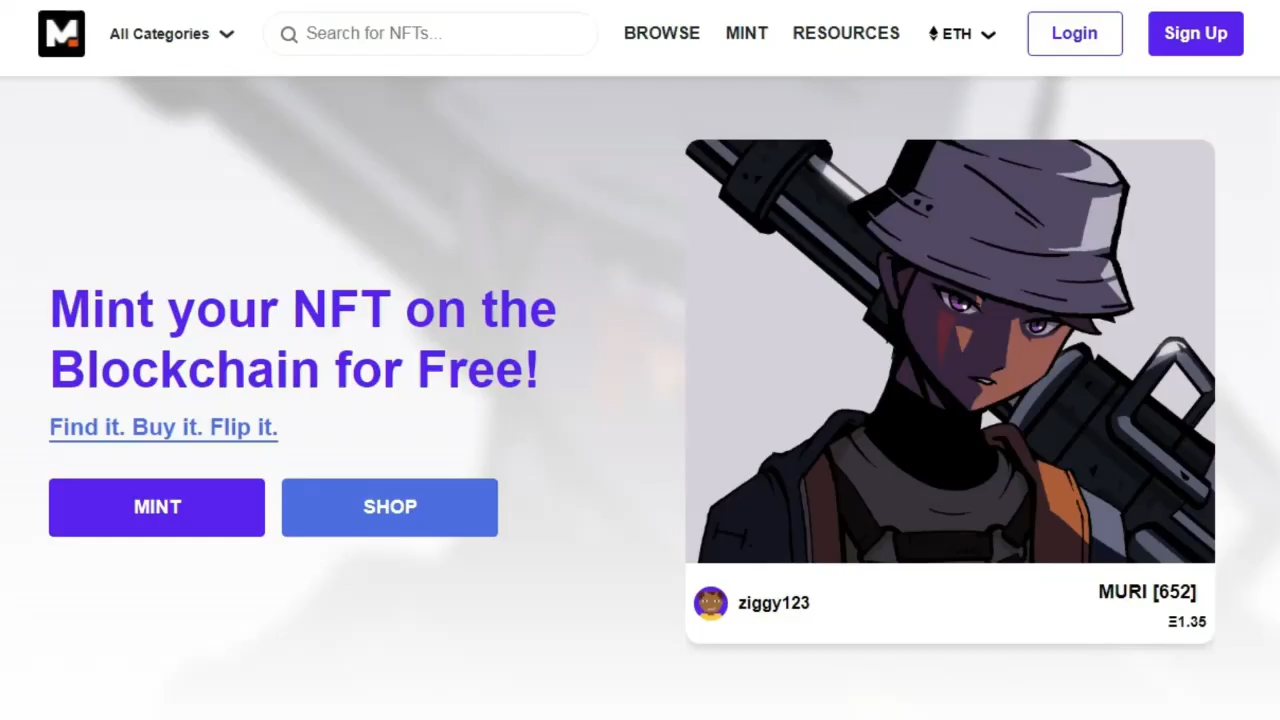 M
All Categories
Search for NFTs...
BROWSE
MINT
RESOURCES
ETH
Login
Sign Up
Mint your NFT on the
Blockchain for Free!
Find it. Buy it. Flip it.
MINT
SHOP
ziggy123
MURI [652]
Ξ1.35